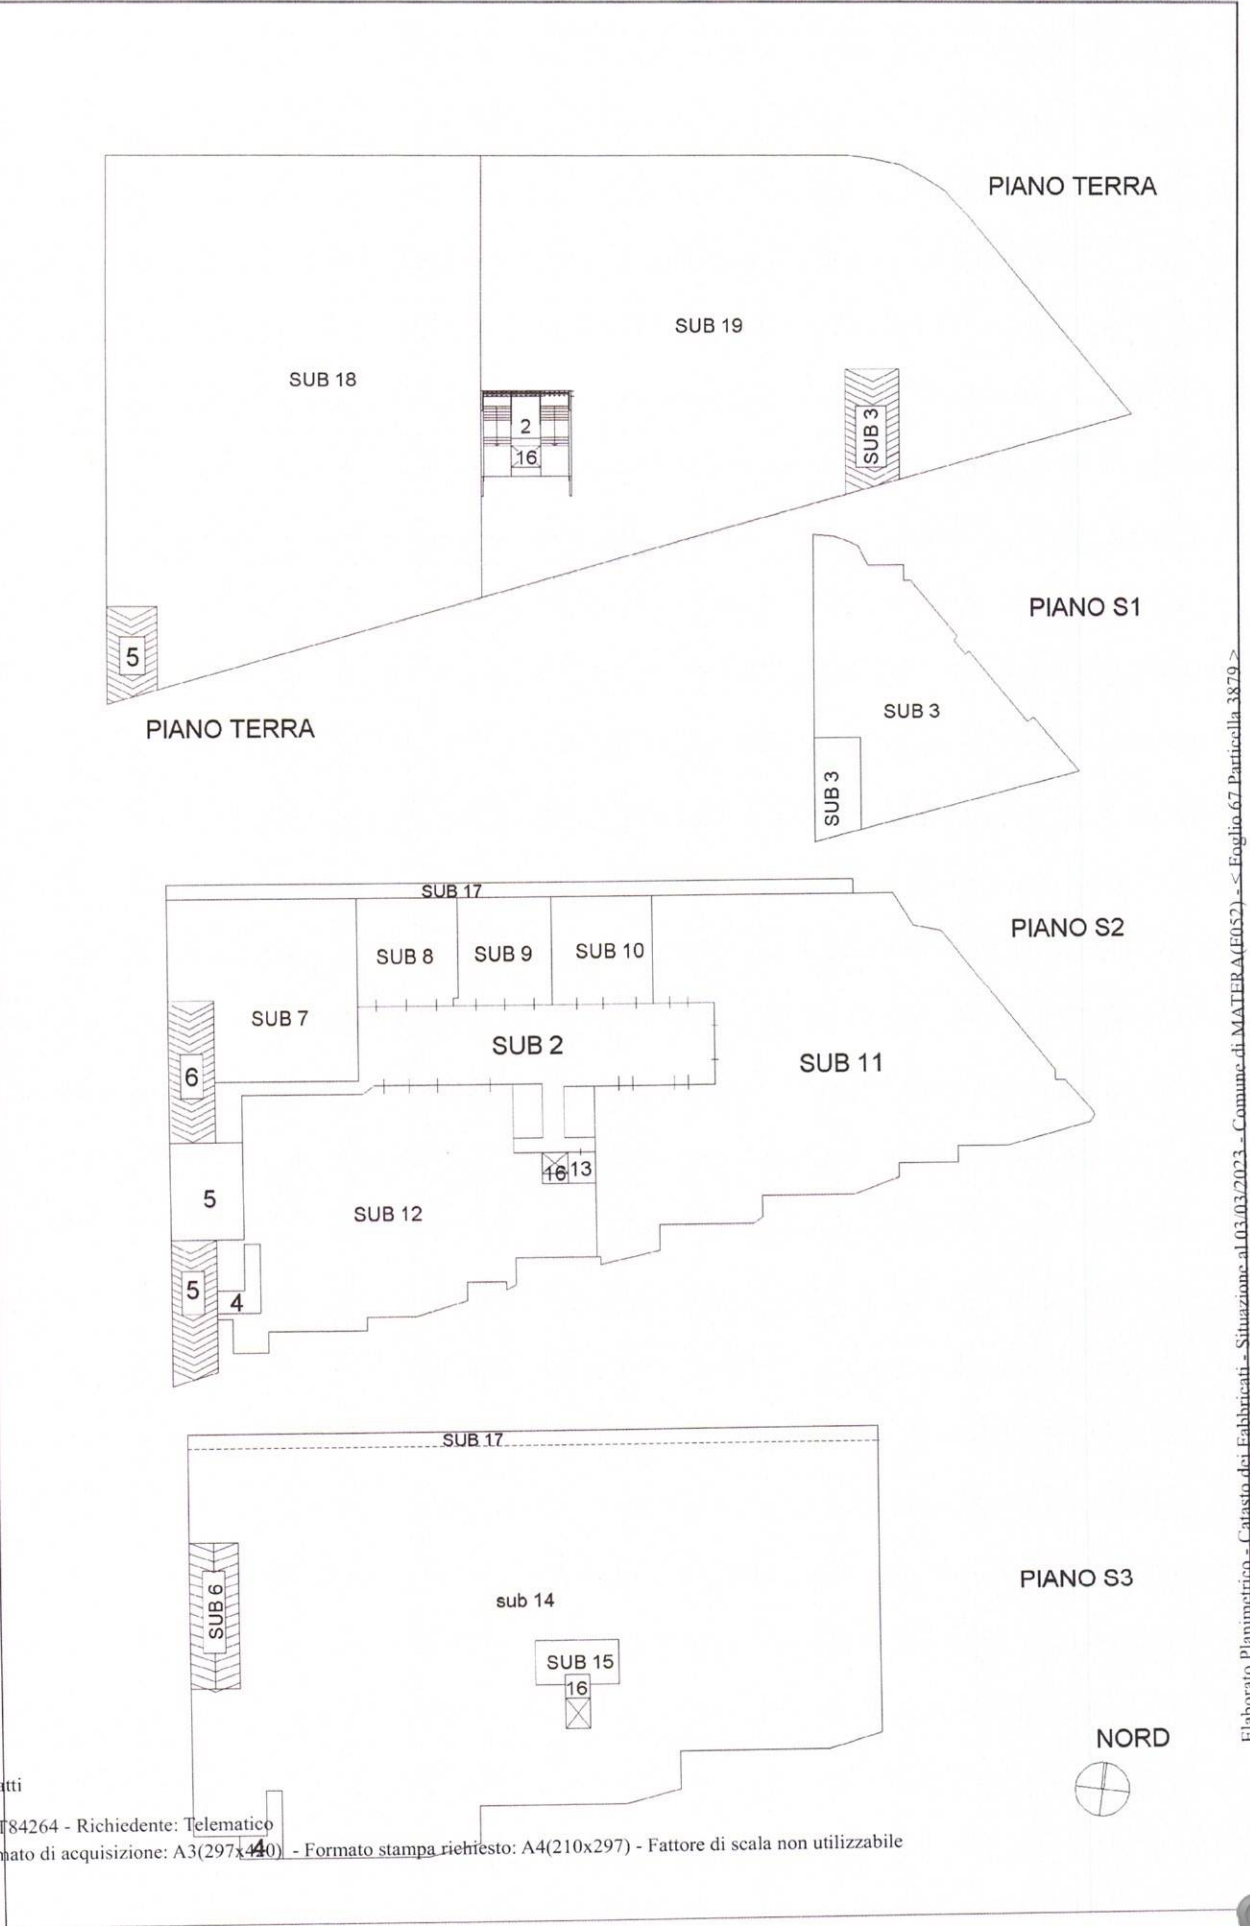 PIANO TERRA
SUB 19
SUB 18
SUB 3
2
16
5
PIANO TERRA
PIANO S1
SUB 3
SUB 3
SUB 17
PIANO S2
SUB 8
SUB 9
SUB 10
SUB 7
SUB 2
SUB 11
6
16
13
5
SUB 12
5
4
SUB 17
PIANO S3
sub 14
SUB 6
SUB 15
16
NORD
T84264 - Richiedente: Telematico
4
di acquisizione: A3(297x420) - Formato stampa richiesto: A4(210x297) - Fattore di scala non utilizzabile
Elaborato Planimetrico - Catasto dei Fabbricati - Situazione al 03/03/2023 - Comune di MATERA(F052) - < Foglio 67 Particella 3879 >